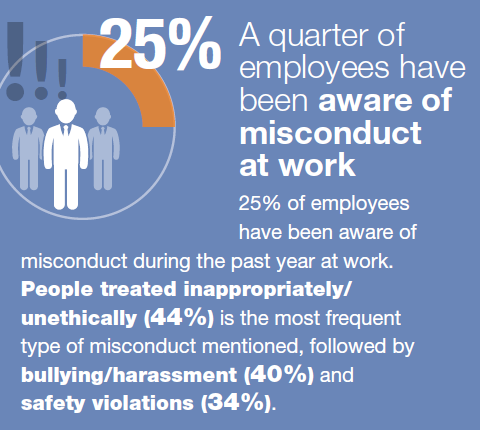 !!!
25%
A quarter of
employees have
been aware of
misconduct
at work
25% of employees
have been aware of
misconduct during the past year at work.
People treated inappropriately/
unethically (44%) is the most frequent
type of misconduct mentioned, followed by
bullying/harassment (40%) and
safety violations (34%).